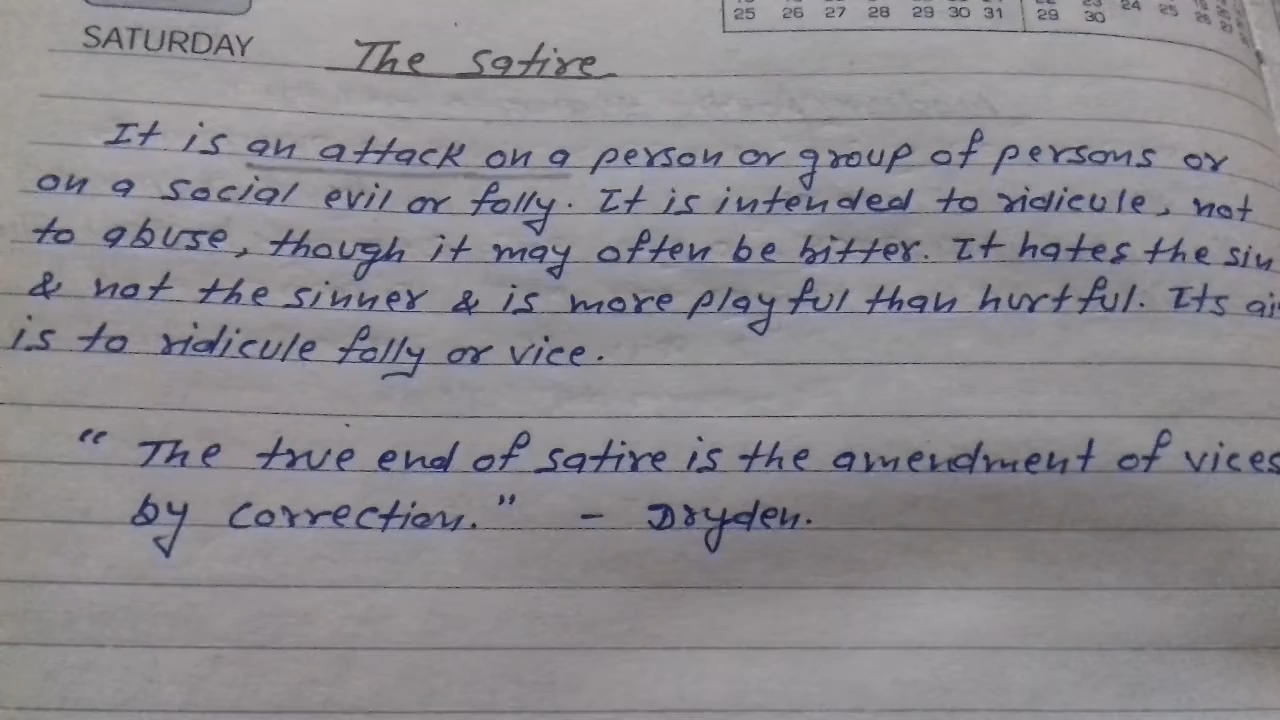 25 26 27 28 29 30 31 29 30 24 25
SATURDAY The Satire
It is an attack on a person or group of persons or
on a social evil or folly. It is intended to ridicule, not
to abuse, though it may often be bitter. It hates the sin
& not the sinner & is more playful than hurtful. Its ai
is to ridicule folly or vice.
" The true end of satire is the amendment of vices
by correction." - Dryden.